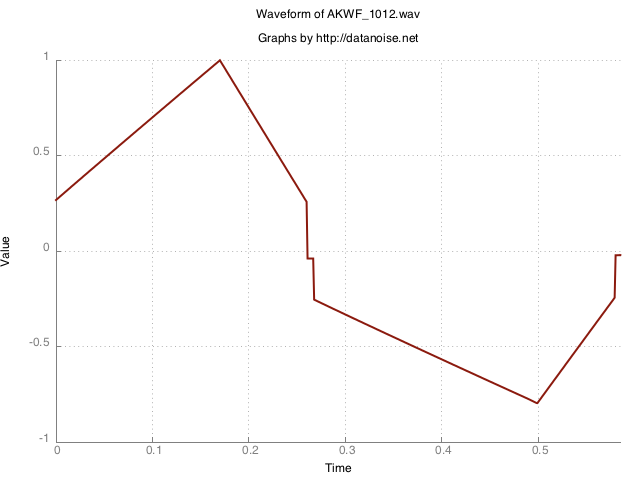 Waveform of AKWF_1012.wav
Graphs by http://datanoise.net
1
0.5
0
-0.5
-1
Value
0 0.1 0.2 0.3 0.4 0.5
Time